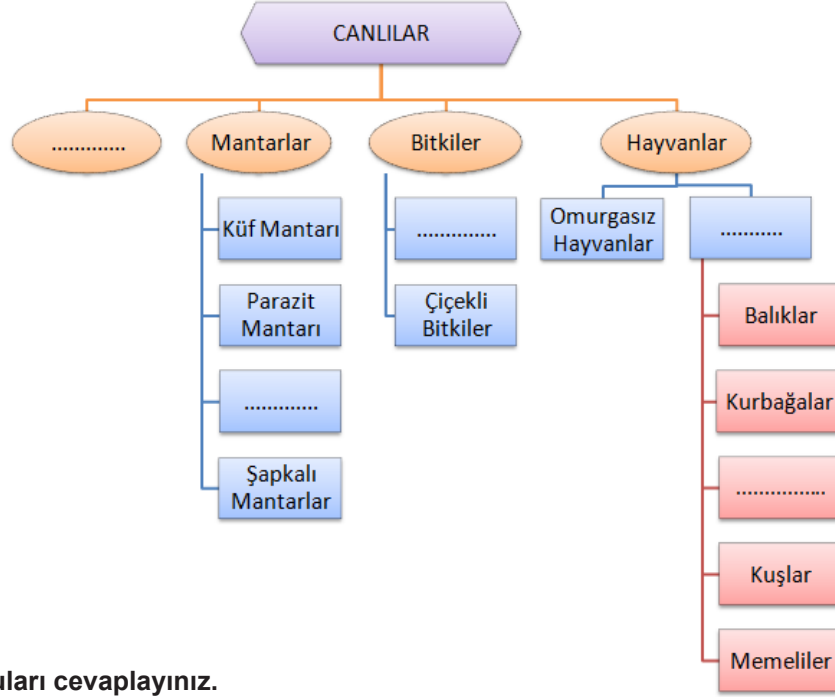 CANLILAR
.............
Mantarlar
Bitkiler
Hayvanlar
Küf Mantarı
Parazit
Mantarı
.............
Şapkalı
Mantarlar
..............
Çiçekli
Bitkiler
Omurgasız
Hayvanlar
...........
Balıklar
Kurbağalar
................
Kuşlar
Memeliler
cevaplayınız.